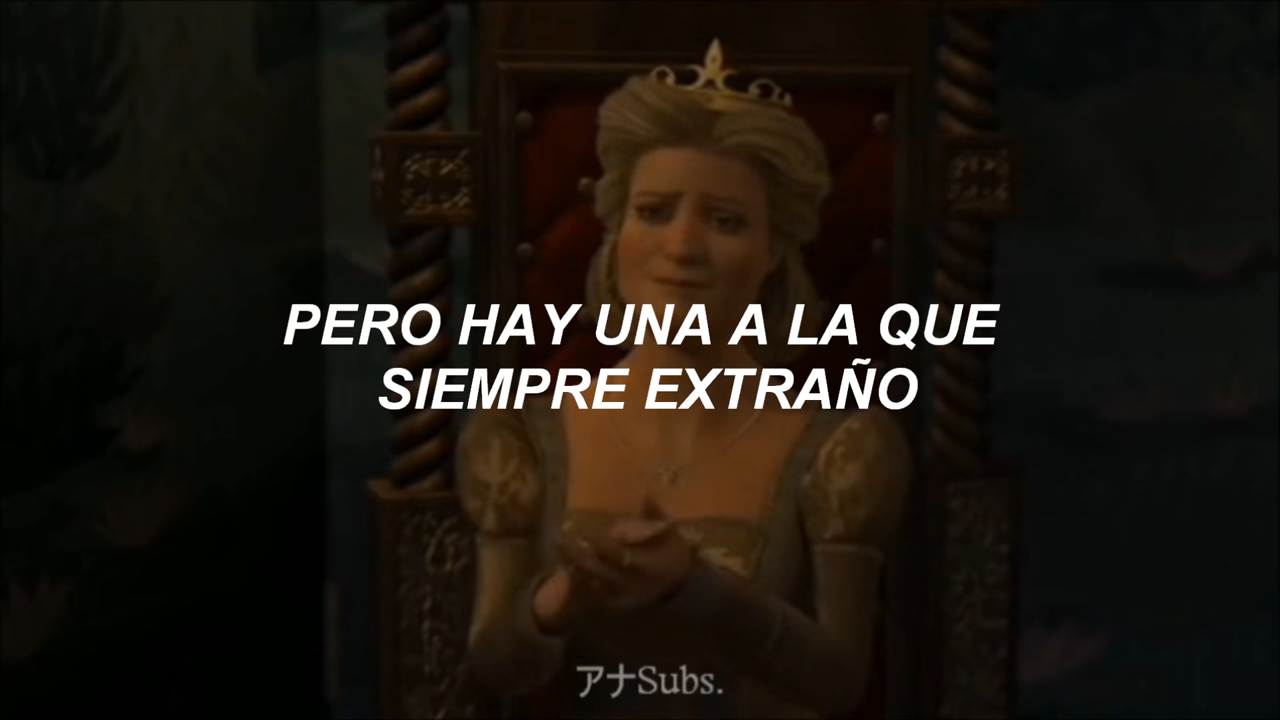 PERO HAY UNA A LA QUE
SIEMPRE EXTRAÑO
アナSubs.